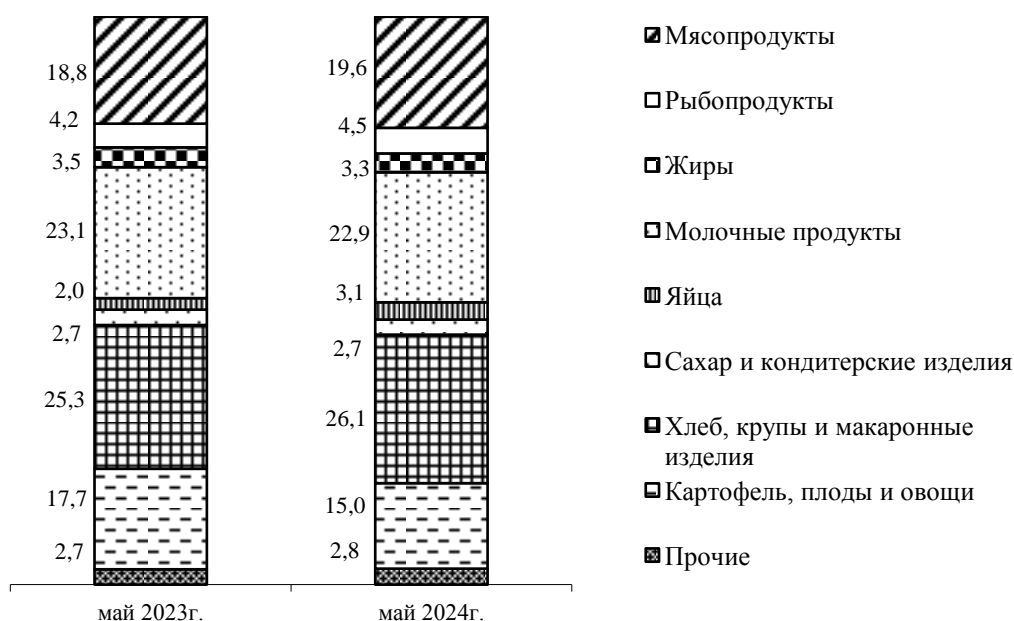 18,8
4,2
3,5
23,1
2,0
2,7
25,3
17,7
2,7
май 2023г.
19,6
4,5
3,3
22,9
3,1
2,7
26,1
15,0
2,8
май 2024г.
Мясопродукты
Рыбопродукты
Жиры
Молочные продукты
Яйца
Сахар и кондитерские изделия
Хлеб, крупы и макаронные
изделия
Картофель, плоды и овощи
Прочие